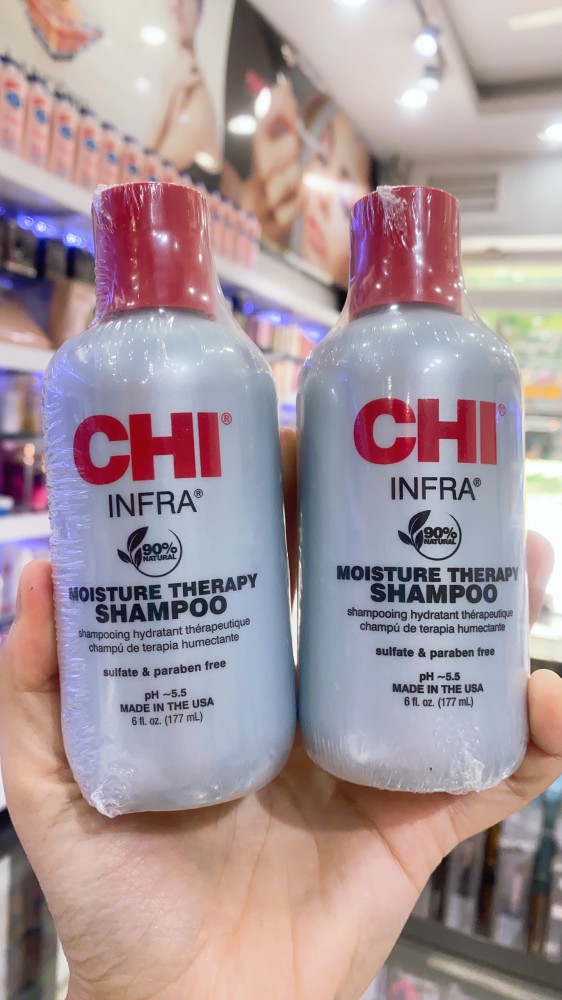 CHI®
INFRA®
90%
NATURAL
MOISTURE THERAPY
SHAMPOO
shampooing hydratant thérapeutique
champú de terapia humectante
sulfate & paraben free
pH ~5.5
MADE IN THE USA
6 fl. oz. (177 mL)
CHI®
INFRA®
90%
NATURAL
MOISTURE THERAPY
SHAMPOO
shampooing hydratant thérapeutique
champú de terapia humectante
sulfate & paraben free
pH ~5.5
MADE IN THE USA
6 fl. oz. (177 mL)